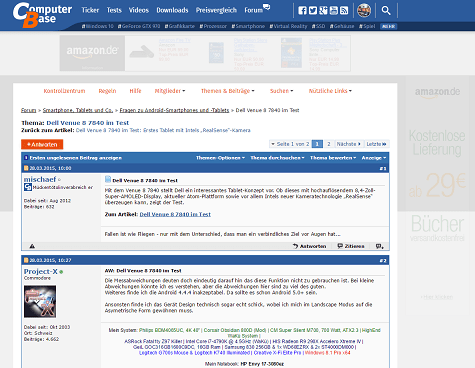 Computer
Base
Ticker Tests Videos Downloads Preisvergleich Forum
# Windows 10 # GeForce GTX 970 # Grafikkarte # Prozessor # Smartphone # Virtual Reality # SSD # Gehäuse # Spiel MEHR
amazon.de
amazon.de
Kontrollzentrum Regeln Hilfe Mitglieder Themen & Beiträge Suchen Nützliche Links
Kostenlose
Lieferung
Forum > Smartphone, Tablets und Co. > Fragen zu Android-Smartphones und -Tablets > Dell Venue 8 7840 im Test
Thema: Dell Venue 8 7840 im Test
Zurück zum Artikel: Dell Venue 8 7840 im Test: Erstes Tablet mit Intels „RealSense“-Kamera
+Antworten
Seite 1 von 2 1 2 Nächste Letzte
ab 29€
Ersten ungelesenen Beitrag anzeigen Themen-Optionen Thema durchsuchen Thema bewerten Anzeige
28.03.2015, 10:00 #1
mischaef
Moderationsinverabreich er
Dabei seit: Aug 2012
Beiträge: 632
Dell Venue 8 7840 im Test
Mit dem Venue 8 7840 stellt Dell ein interessantes Tablet-Konzept vor. Ob dieses mit hochauflösendem 8,4-Zoll-
Super-AMOLED-Display, aktueller Atom-Plattform sowie vor allem Intels neuer Kameratechnologie „RealSense“
überzeugen kann, zeigt der Test.
Zum Artikel: Dell Venue 8 7840 im Test
Bücher
versandkostenfrei
Fallen ist wie fliegen - nur mit dem Unterschied, dass man ein verbindliches Ziel vor Augen hat...
Antworten Zitieren
28.03.2015, 10:27 #2
Project-X
Commodore
Dabei seit: Okt 2003
Ort: Schweiz
Beiträge: 4.662
AW: Dell Venue 8 7840 im Test
Die Messabweichungen deuten doch eindeutig darauf hin das diese Funktion nicht zu gebrauchen ist. Bei kleine
Abweichungen könnte ich es verstehen, aber die Abweichungen hier sind zu viel des guten.
Weiteres finde ich die Android 4.4.4 inakzeptabel. Da sollte es schon Android 5.0+ sein.
Ansonsten finde ich das Gerät Design technisch sogar echt schick, wobei ich mich im Landscape Modus auf die
Asymetrische Form gewöhnen muss.
Mein System: Philips BDM4065UC, 4K 40" | Corsair Obsidian 800D (Mod) | CM Super Silent M700, 700 Watt, ATX2.3 | HighEnd
WaKü System |
ASRock Fatal1ty Z97 Killer | Intel Core i7-4790K @ 4.5GHz (WaKü) | HIS Radeon R9 290X Accelero Xtreme IV |
GeiL GOC316GB1600C9DC, 16GB Ram | Samsung 830 256GB & 1x WD60EZRX & 2x ST4000DM000 |
Logitech G700s Mouse & Logitech K740 Illuminated | Creative X-Fi Elite Pro | Windows 8.1 Pro x64
Mein Notebook: HP Envy 17-3080ez